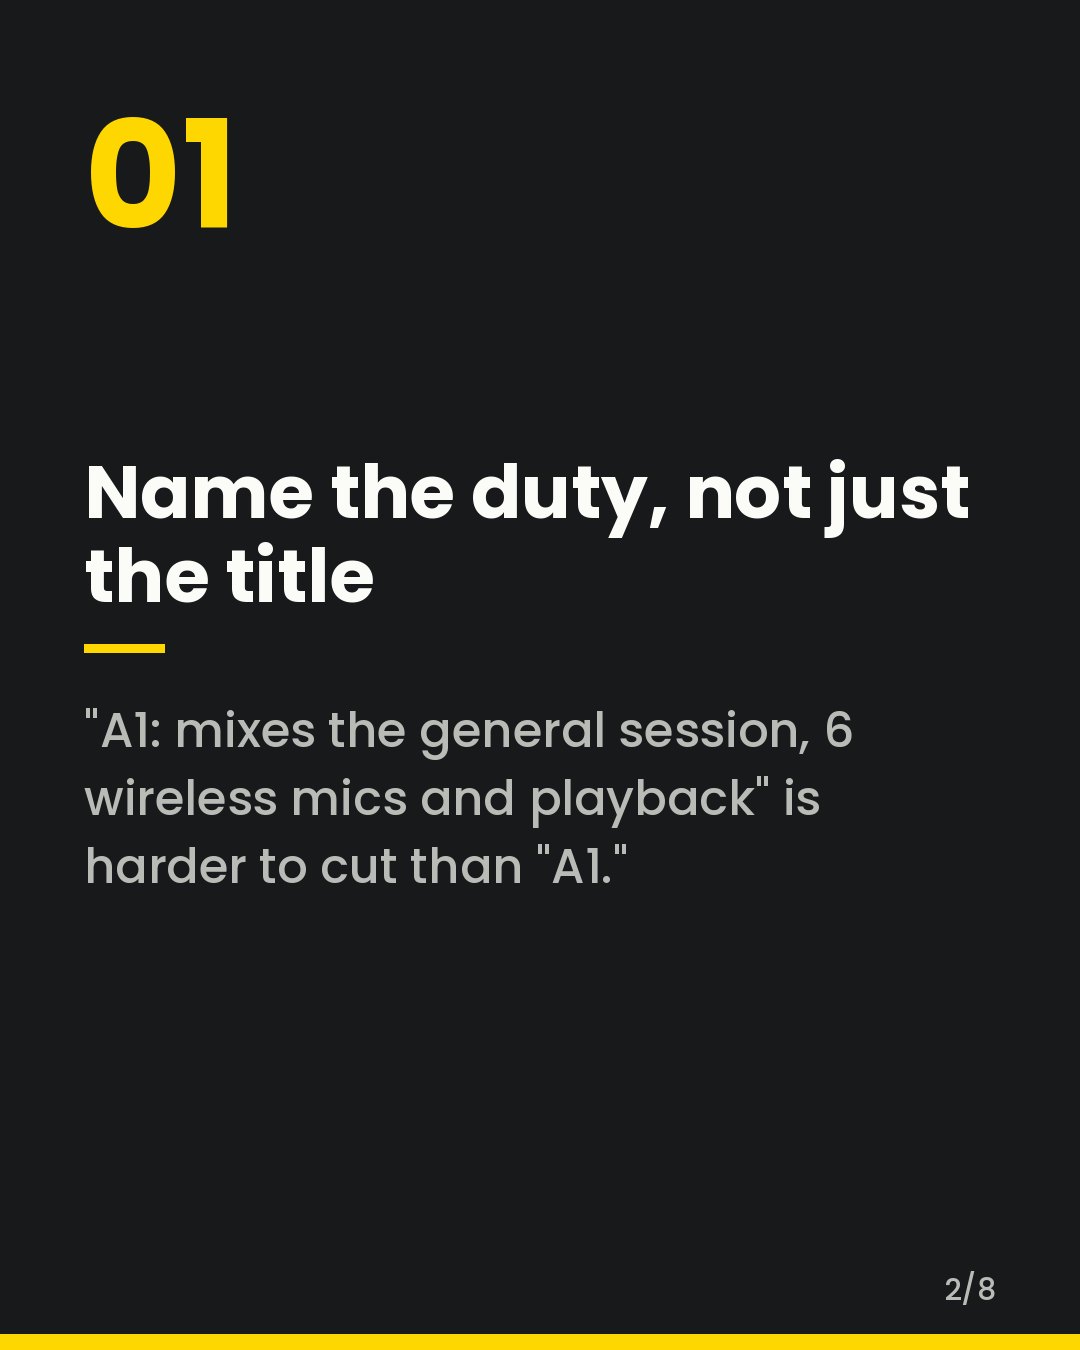 01
Name the duty, not just
the title
"A1: mixes the general session, 6
wireless mics and playback" is
harder to cut than "A1."
2/8